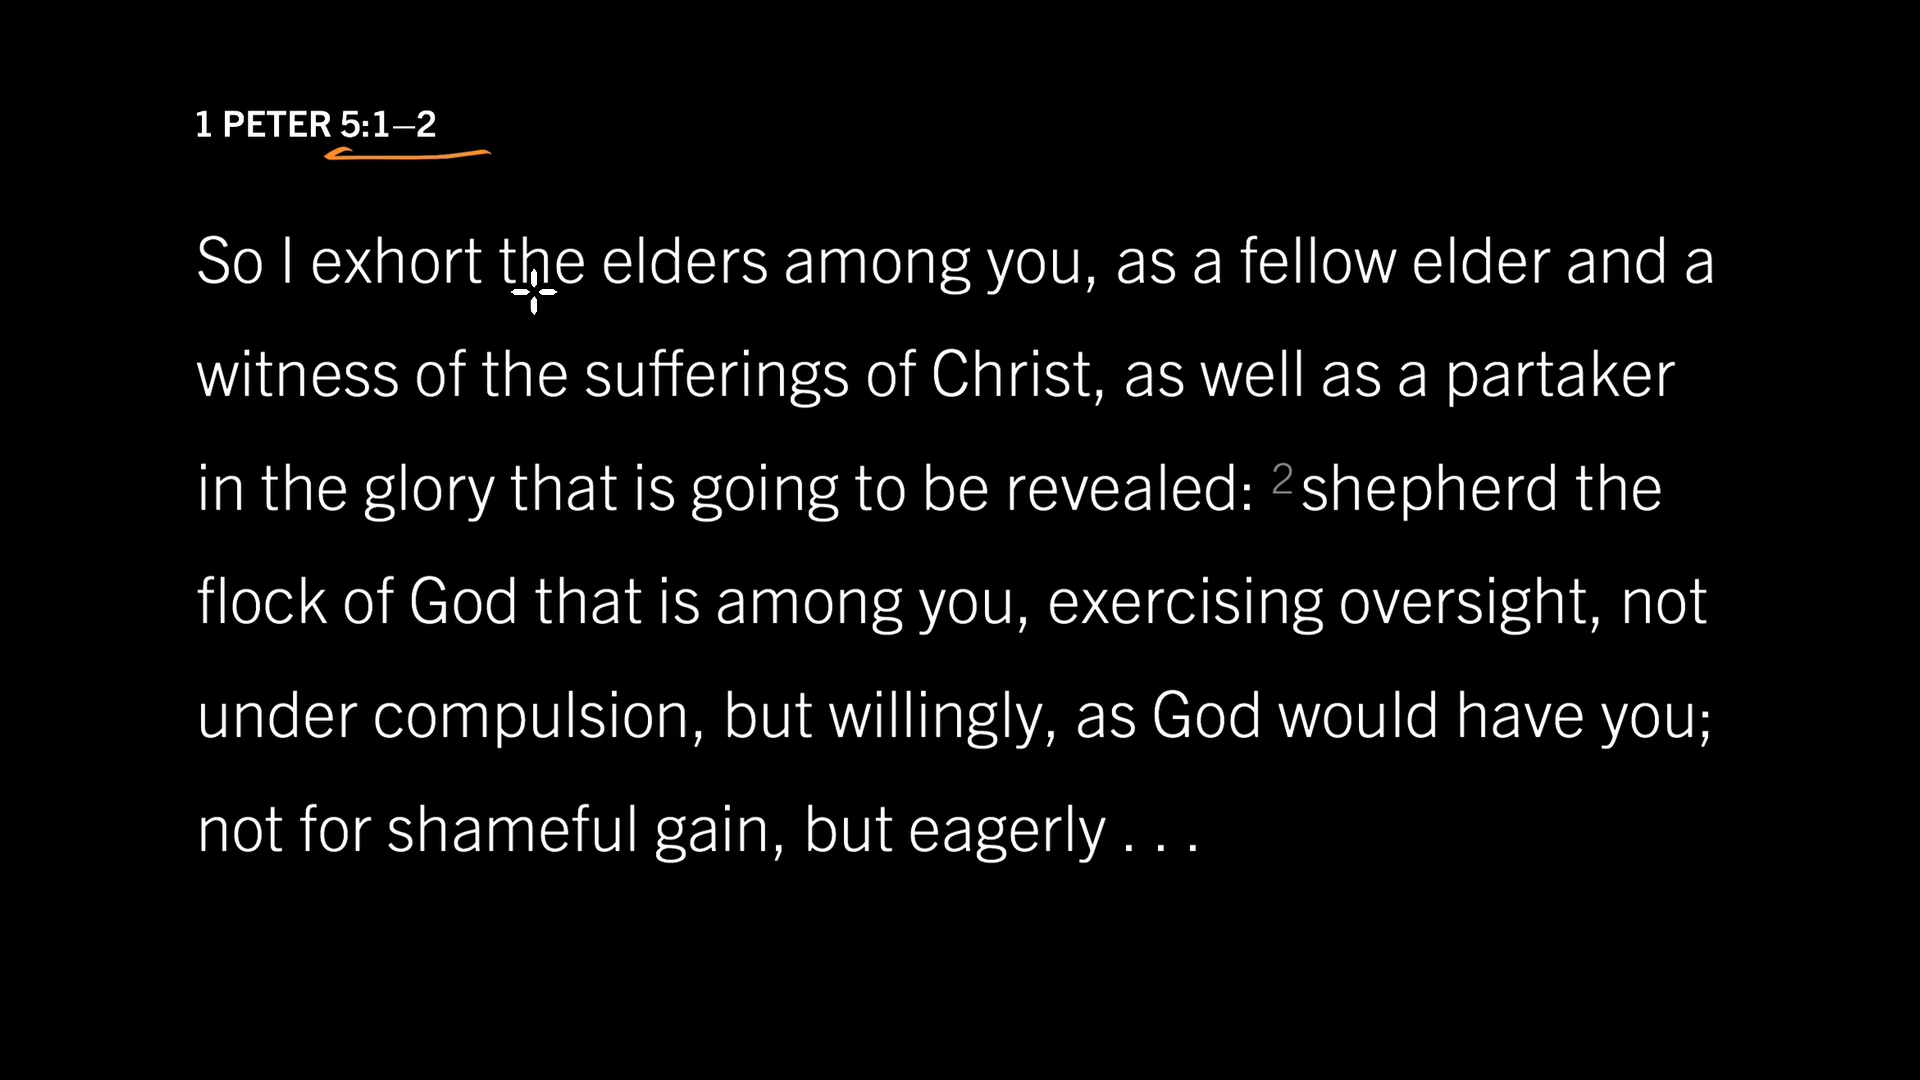 1 PETER 5:1–2
So I exhort the elders among you, as a fellow elder and a
witness of the sufferings of Christ, as well as a partaker
in the glory that is going to be revealed: 2 shepherd the
flock of God that is among you, exercising oversight, not
under compulsion, but willingly, as God would have you;
not for shameful gain, but eagerly . . .